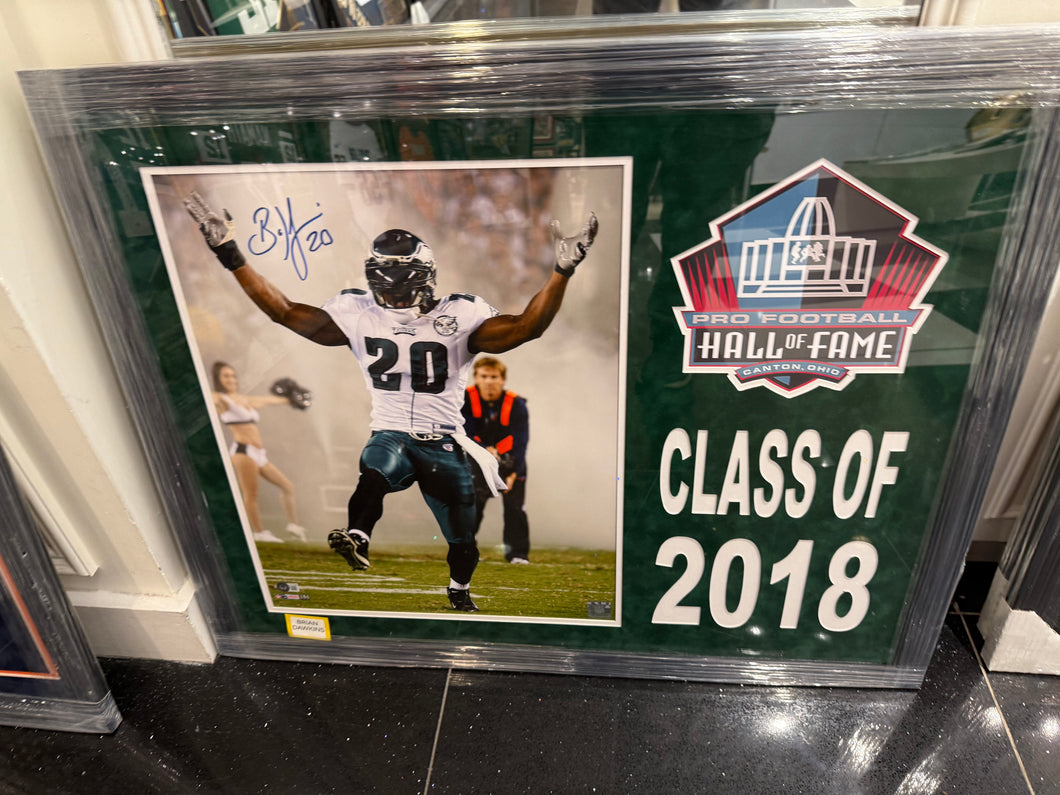 B. D 20
20
PRO FOOTBALL
HALL OF FAME
CANTON, OHIO
CLASS OF
2018
BRIAN
DAWKINS